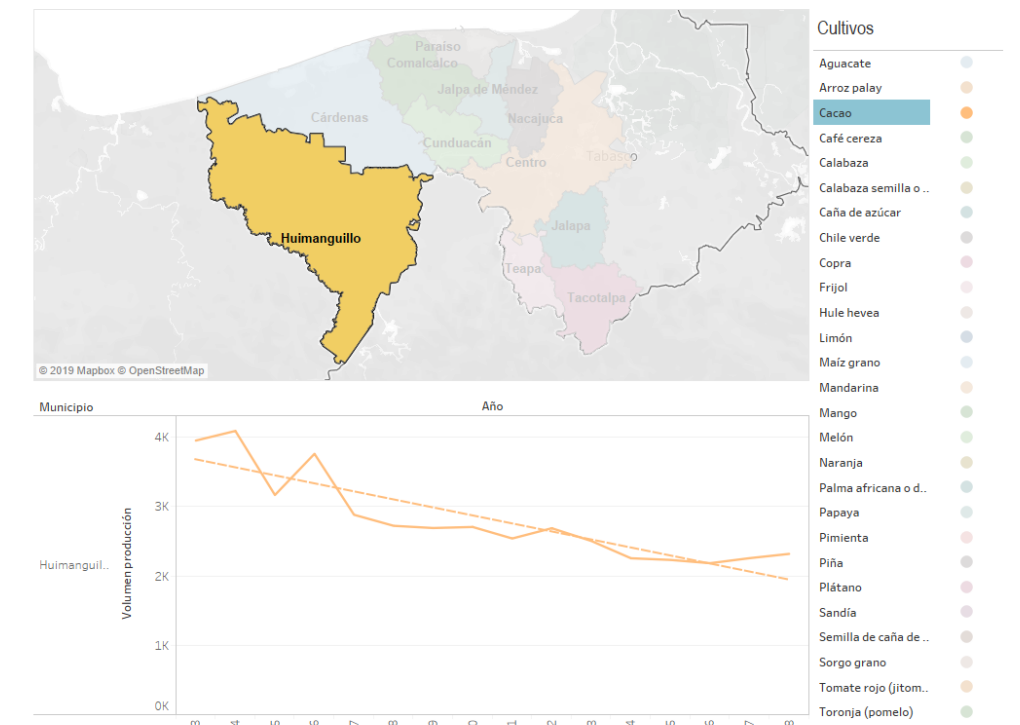 Cultivos
Paraíso
Comalcalco
Jalpa de Méndez
Cárdenas
Nacajuca
Cunduacán
Centro
Tabasco
Jalapa
Huimanguillo
Teapa
Tacotalpa
© 2019 Mapbox © OpenStreetMap
Aguacate
Arroz palay
Cacao
Café cereza
Calabaza
Calabaza semilla o ..
Caña de azúcar
Chile verde
Copra
Frijol
Hule hevea
Limón
Maíz grano
Mandarina
Mango
Melón
Naranja
Palma africana o d..
Papaya
Pimienta
Piña
Plátano
Sandía
Semilla de caña de ..
Sorgo grano
Tomate rojo (jitom..
Toronja (pomelo)
Municipio
Año
Huimanguil..
Volumen producción
4K
3K
2K
1K
0K